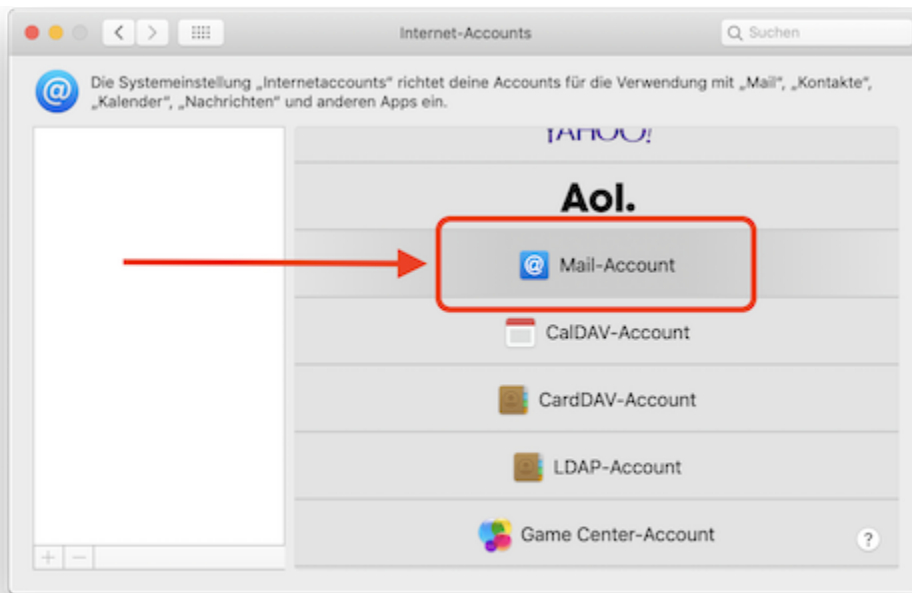 Internet-Accounts
Suchen
Die Systemeinstellung „Internetaccounts" richtet deine Accounts für die Verwendung mit „Mail", „Kontakte",
„Kalender", „Nachrichten" und anderen Apps ein.
YAHOO!
Aol.
@ Mail-Account
CalDAV-Account
CardDAV-Account
LDAP-Account
Game Center-Account
?
+ −